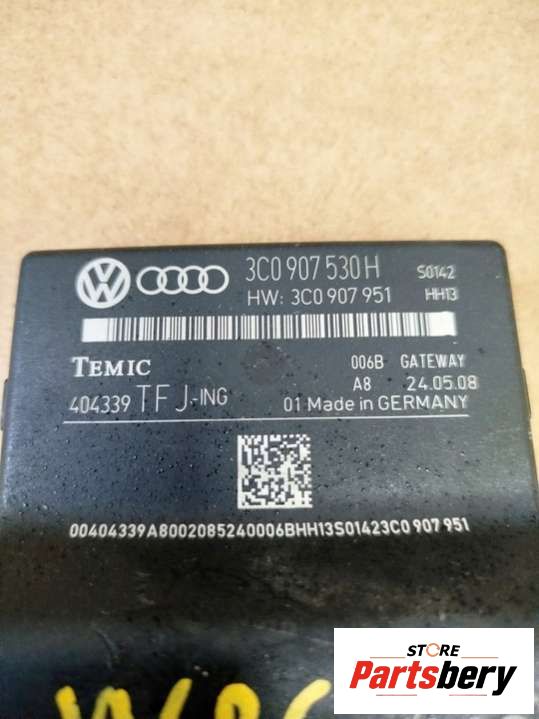 3C0 907 530 H S0142
HW: 3C0 907 951 HH13
TEMIC 006B GATEWAY
A8 24.05.08
404339 TFJ-ING 01 Made in GERMANY
00404339A8002085240006BHH13S01423C0 907 951
STORE
Partsbery